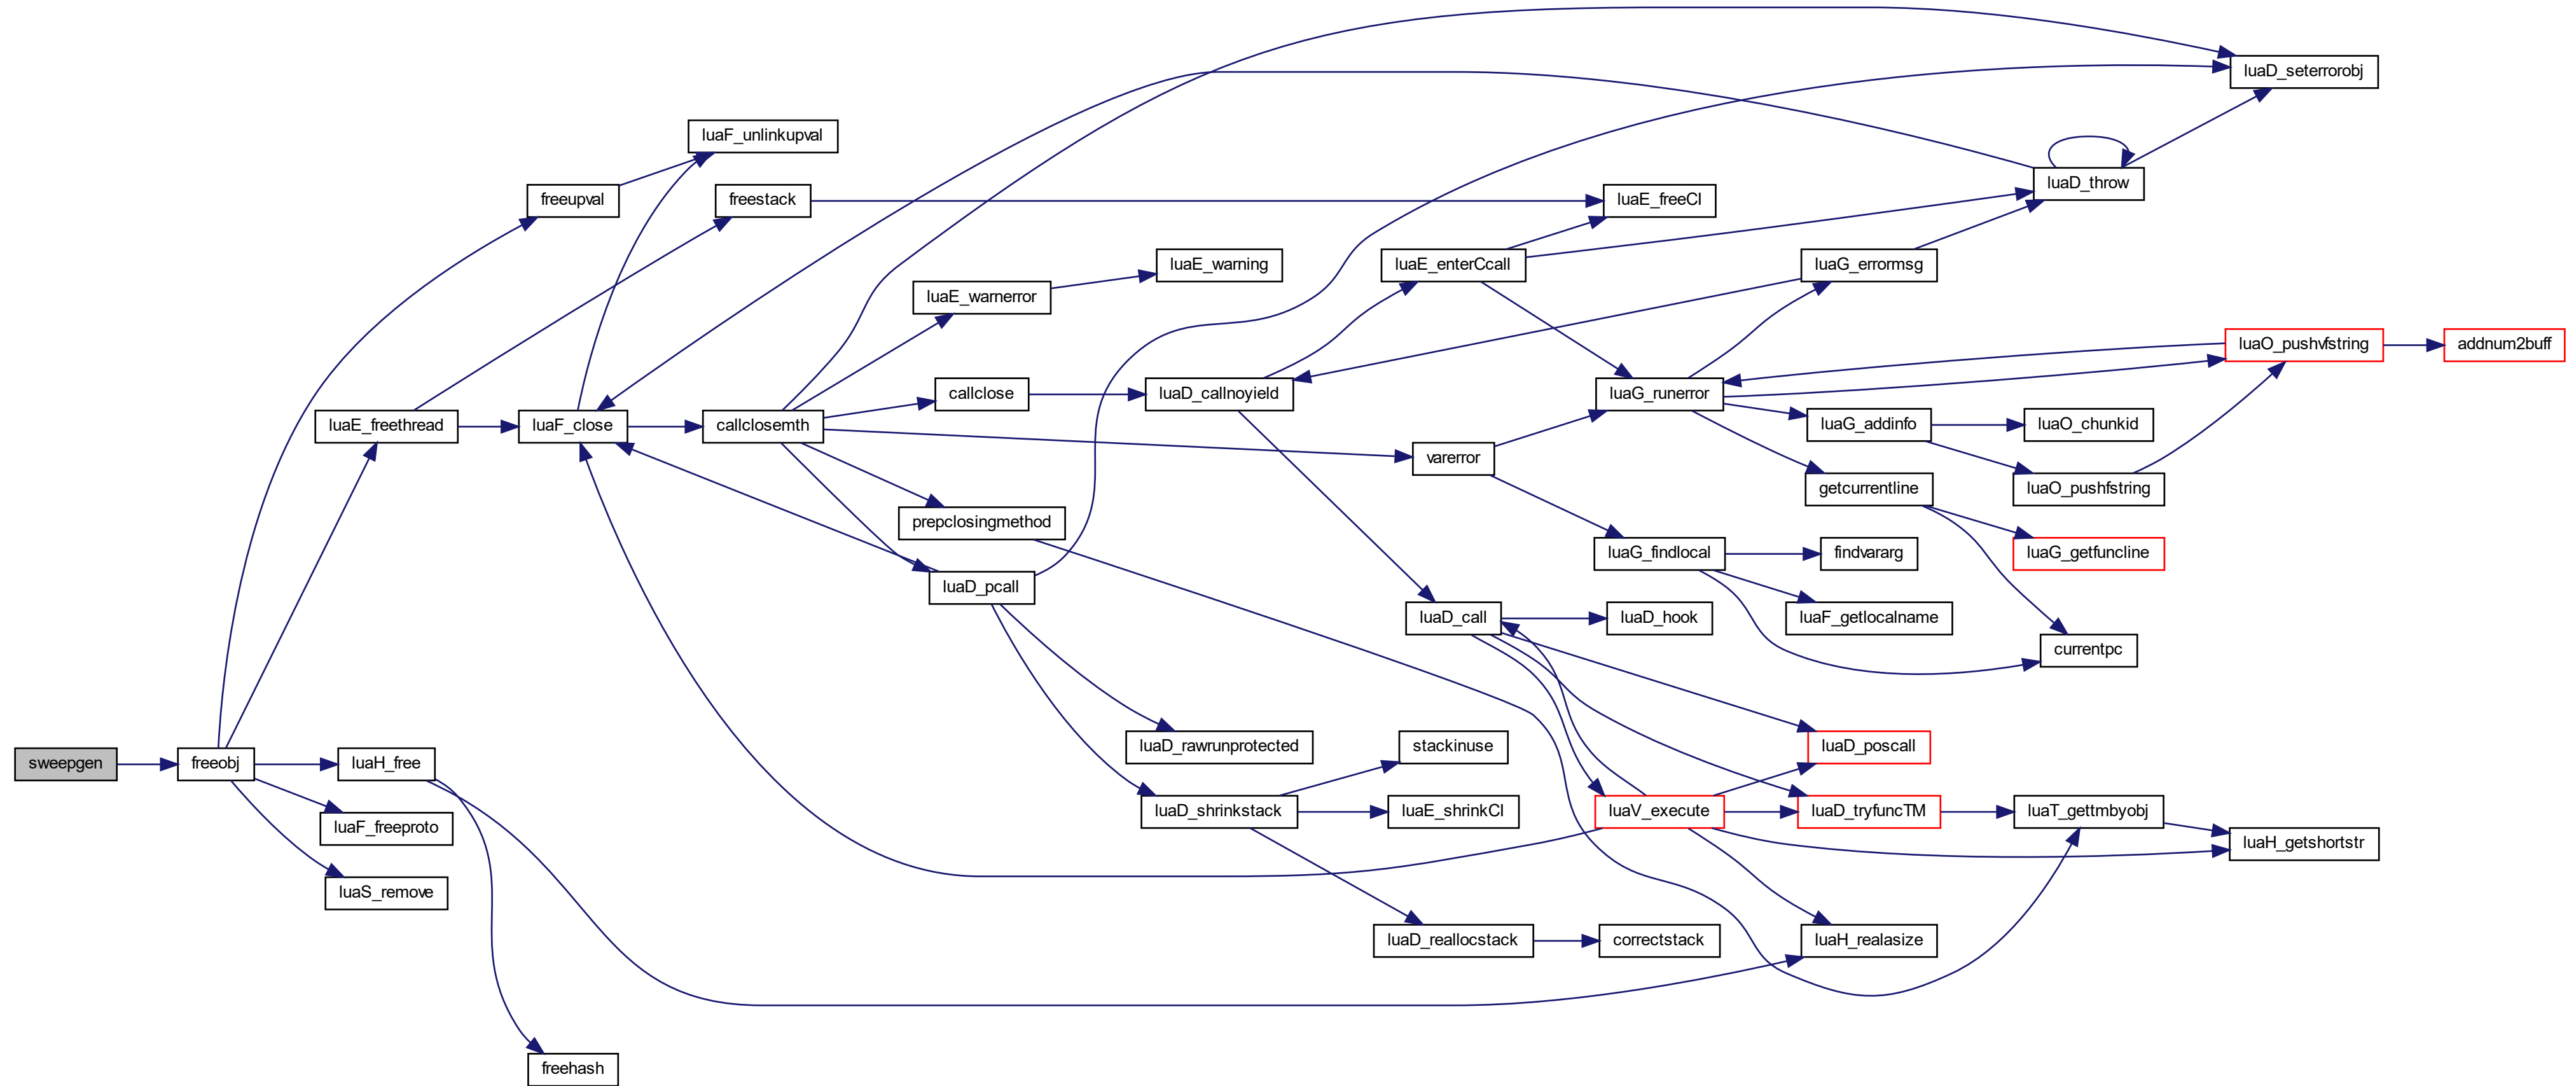 luaD_seterrorobj
luaF_unlinkupval
luaD_throw
freeupval
freestack
luaE_freeCI
luaE_warning
luaE_enterCcall
luaG_errormsg
luaE_warnerror
luaO_pushvfstring
addnum2buff
callclose
luaD_callnoyield
luaG_runerror
luaE_freethread
luaF_close
callclosemth
luaG_addinfo
luaO_chunkid
varerror
getcurrentline
luaO_pushfstring
prepclosingmethod
luaG_findlocal
findvararg
luaG_getfuncline
luaD_pcall
luaD_call
luaD_hook
luaF_getlocalname
currentpc
luaD_rawrunprotected
stackinuse
luaD_poscall
sweepgen
freeobj
luaH_free
luaD_shrinkstack
luaE_shrinkCI
luaV_execute
luaD_tryfuncTM
luaT_gettmbyobj
luaF_freeproto
luaH_getshortstr
luaS_remove
luaD_reallocstack
correctstack
luaH_realasize
freehash